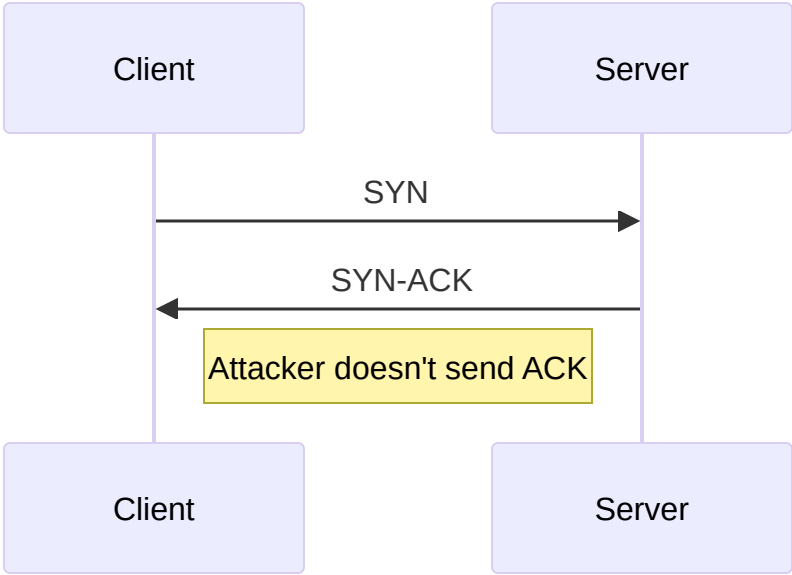 Client
Server
SYN
SYN-ACK
Attacker doesn't send ACK
Client
Server